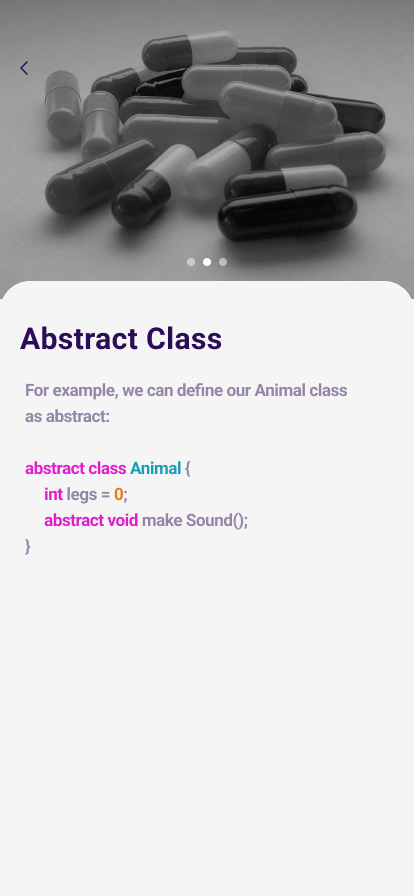 Abstract Class
For example, we can define our Animal class
as abstract:
abstract class Animal {
int legs = 0;
abstract void make Sound();
}